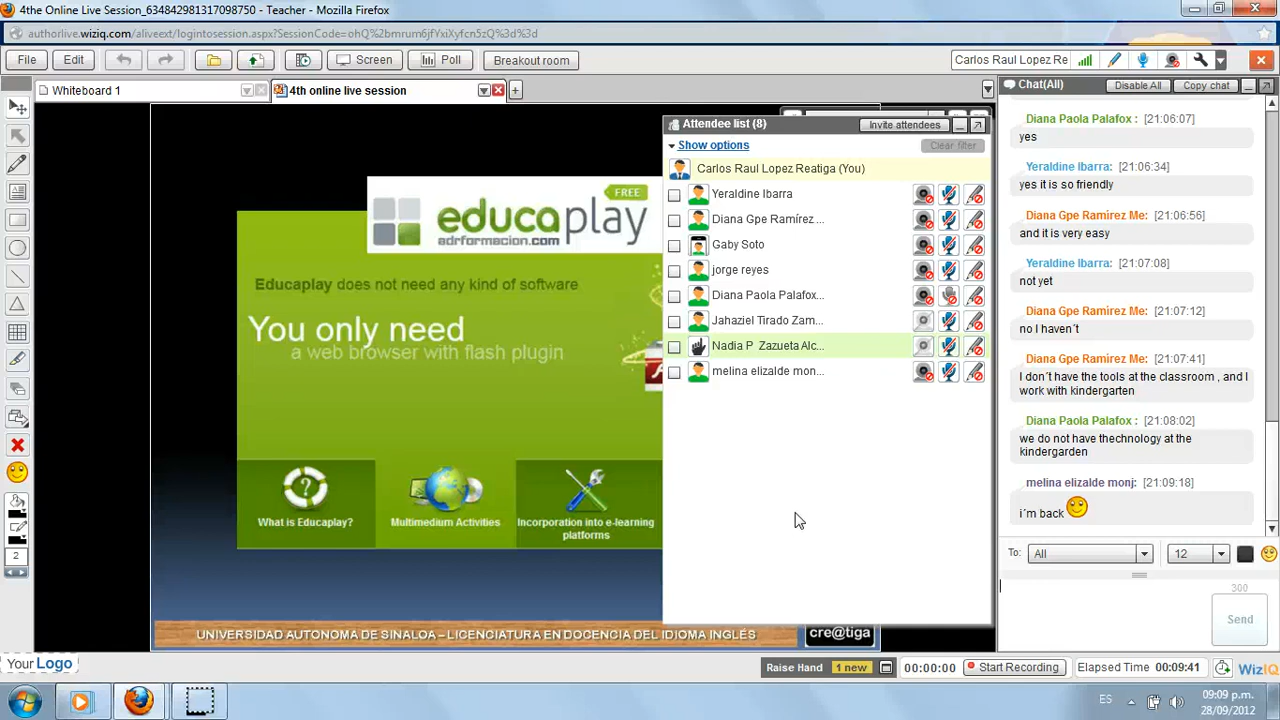 4the Online Live Session_634842981317098750 - Teacher - Mozilla Firefox
authorlive.wiziq.com/aliveext/logintosession.aspx?SessionCode=ohQ%2bmrum6jfYxiXyfcn5zQ%3d%3d
File
Edit
Screen
Poll
Breakout room
Carlos Raul Lopez Re
Whiteboard 1
4th online live session
Chat(All)
Disable All
Copy chat
Attendee list (8)
Invite attendees
Show options
Clear filter
Carlos Raul Lopez Reatiga (You)
Yeraldine Ibarra
Diana Gpe Ramírez ...
Gaby Soto
jorge reyes
Diana Paola Palafox...
Jahaziel Tirado Zam...
Nadia P Zazueta Alc...
melina elizalde mon...
FREE
educaplay
adrformacion.com
Educaplay does not need any kind of software
You only need
a web browser with flash plugin
What is Educaplay?
Multimedium Activities
Incorporation into e-learning
platforms
UNIVERSIDAD AUTONOMA DE SINALOA – LICENCIATURA EN DOCENCIA DEL IDIOMA INGLÉS
cre@tiga
Diana Paola Palafox : [21:06:07]
yes
Yeraldine Ibarra: [21:06:34]
yes it is so friendly
Diana Gpe Ramirez Me: [21:06:56]
and it is very easy
Yeraldine Ibarra: [21:07:08]
not yet
Diana Gpe Ramirez Me: [21:07:11]
no I haven´t
Diana Gpe Ramirez Me: [21:07:41]
I don´t have the tools at the classroom , and I
work with kindergarten
Diana Paola Palafox : [21:08:02]
we do not have thechnology at the
kindergarden
melina elizalde monj: [21:09:18]
i´m back
To:
All
12
300
Send
2
Your Logo
Raise Hand
1 new
00:00:00
Start Recording
Elapsed Time 00:09:41
WizIQ
ES
09:09 p.m.
28/09/2012